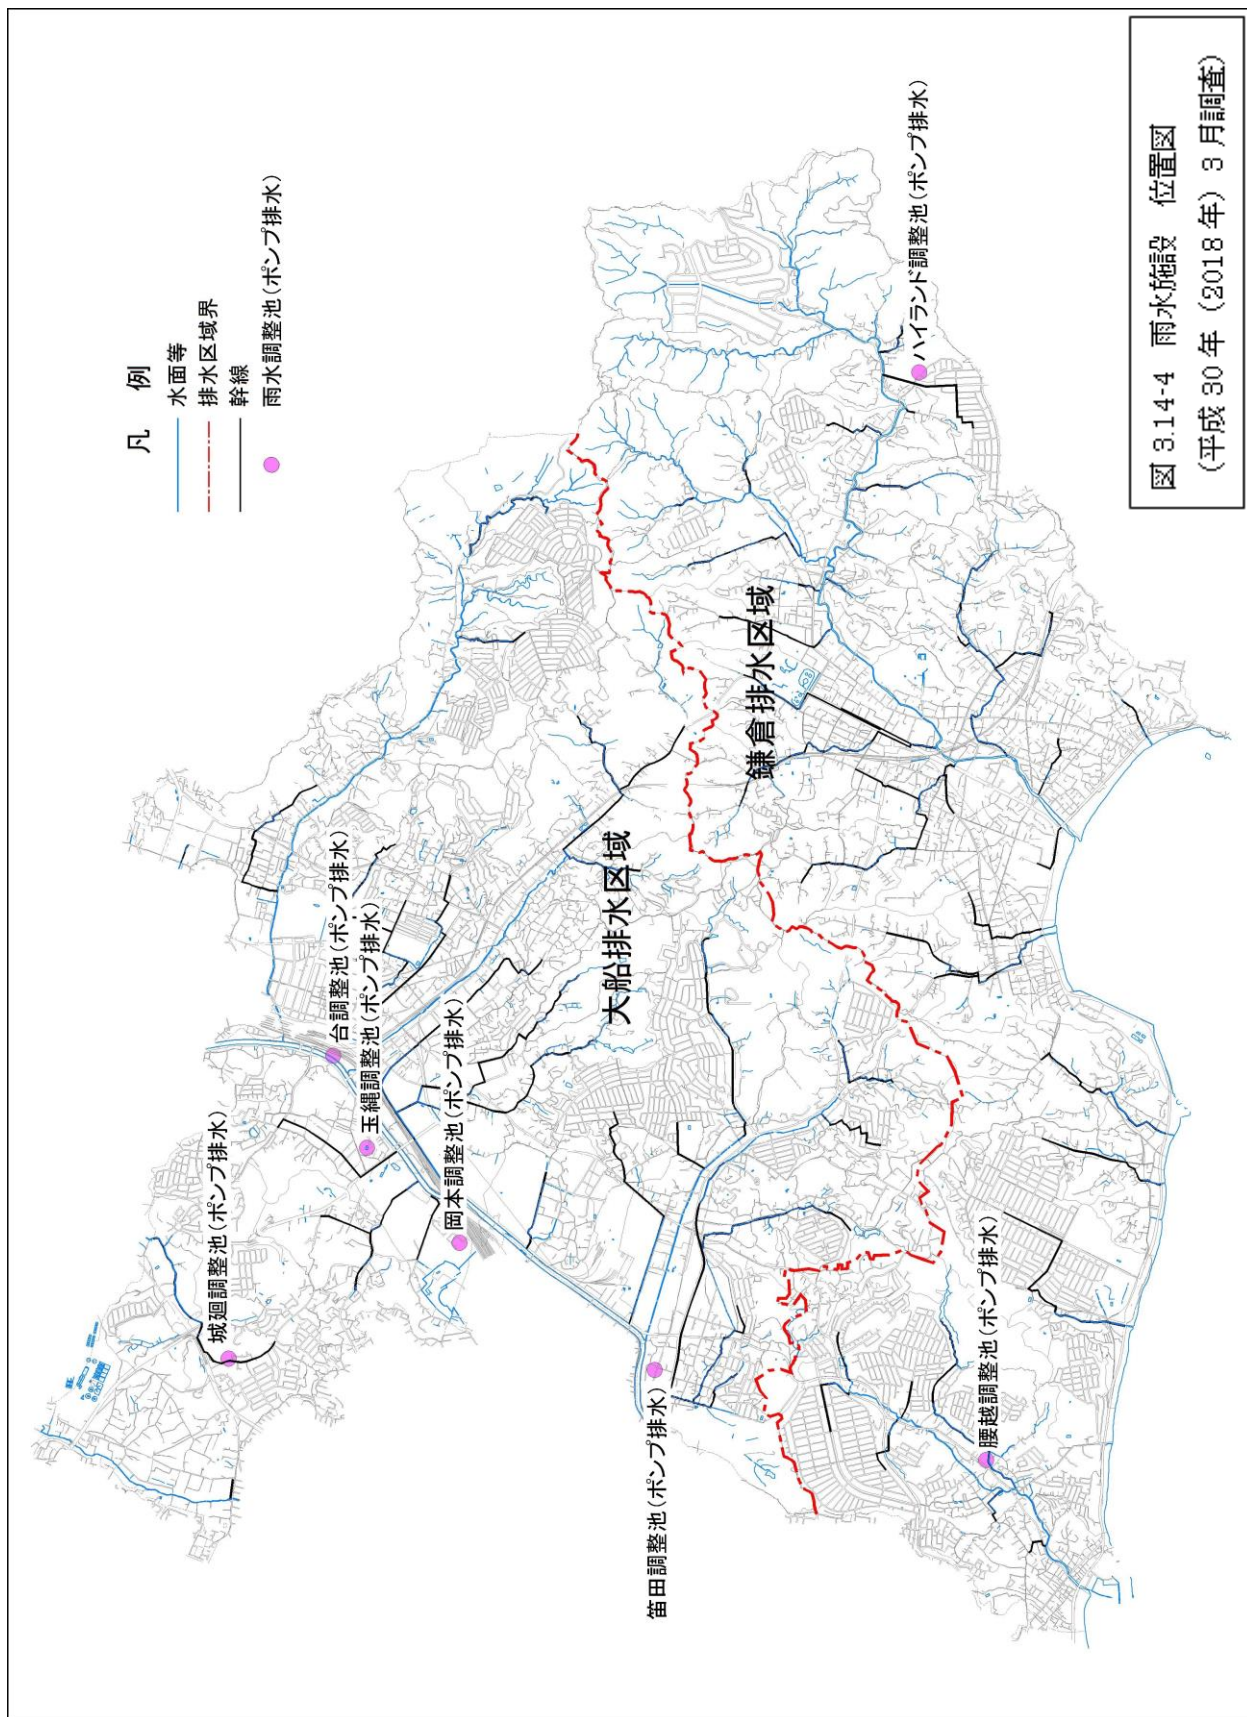 凡 例
水面等
排水区域界
幹線
雨水調整池(ポンプ排水)
城廻調整池(ポンプ排水)
台調整池(ポンプ排水)
玉縄調整池(ポンプ排水)
岡本調整池(ポンプ排水)
大船排水区域
笛田調整池(ポンプ排水)
鎌倉排水区域
ハイランド調整池(ポンプ排水)
腰越調整池(ポンプ排水)
図 3.14-4 雨水施設 位置図
(平成 30 年 (2018 年) 3 月調査)